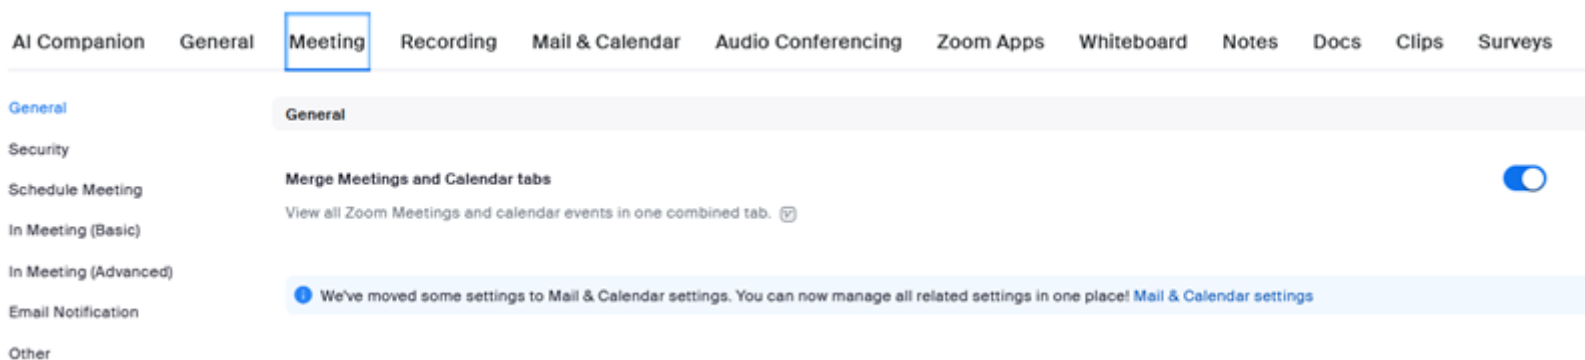 AI Companion General Meeting Recording Mail & Calendar Audio Conferencing Zoom Apps Whiteboard Notes Docs Clips Surveys
General
Security
Schedule Meeting
In Meeting (Basic)
In Meeting (Advanced)
Email Notification
Other
General
Merge Meetings and Calendar tabs
View all Zoom Meetings and calendar events in one combined tab.
We've moved some settings to Mail & Calendar settings. You can now manage all related settings in one place! Mail & Calendar settings